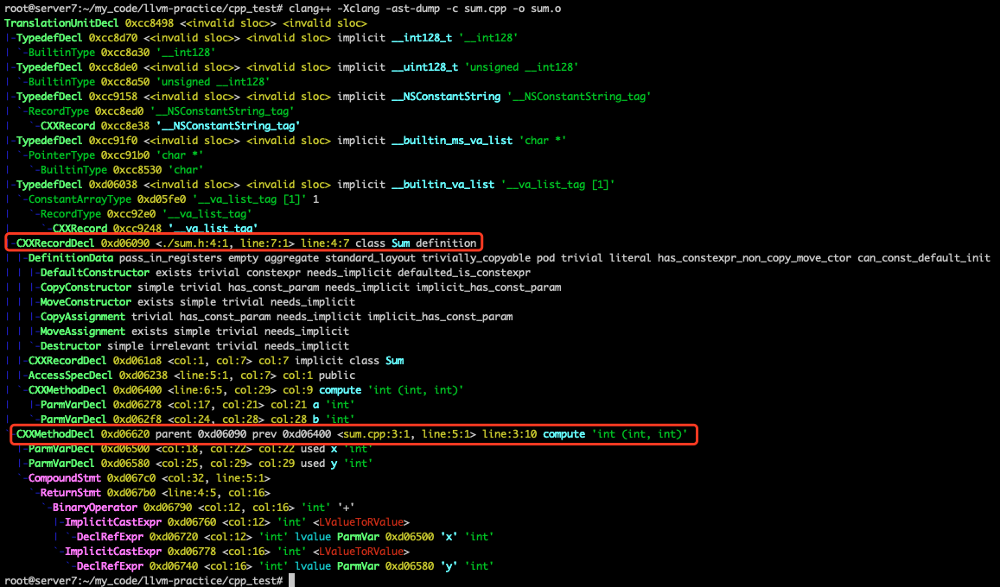 root@server7:~/my_code/llvm-practice/cpp_test# clang++ -Xclang -ast-dump -c sum.cpp -o sum.o
TranslationUnitDecl 0xcc8498 <<invalid sloc>> <invalid sloc>
|-TypedefDecl 0xcc8d70 <<invalid sloc>> <invalid sloc> implicit __int128_t '__int128'
| `-BuiltinType 0xcc8a30 '__int128'
|-TypedefDecl 0xcc8de0 <<invalid sloc>> <invalid sloc> implicit __uint128_t 'unsigned __int128'
| `-BuiltinType 0xcc8a50 'unsigned __int128'
|-TypedefDecl 0xcc9158 <<invalid sloc>> <invalid sloc> implicit __NSConstantString '__NSConstantString_tag'
| `-RecordType 0xcc8ed0 '__NSConstantString_tag'
|   `-CXXRecord 0xcc8e38 '__NSConstantString_tag'
|-TypedefDecl 0xcc91f0 <<invalid sloc>> <invalid sloc> implicit __builtin_ms_va_list 'char *'
| `-PointerType 0xcc91b0 'char *'
|   `-BuiltinType 0xcc8530 'char'
|-TypedefDecl 0xd06038 <<invalid sloc>> <invalid sloc> implicit __builtin_va_list '__va_list_tag [1]'
| `-ConstantArrayType 0xd05fe0 '__va_list_tag [1]' 1
|   `-RecordType 0xcc92e0 '__va_list_tag'
|     `-CXXRecord 0xcc9248 '__va_list_tag'
|-CXXRecordDecl 0xd06090 <./sum.h:4:1, line:7:1> line:4:7 class Sum definition
| |-DefinitionData pass_in_registers empty aggregate standard_layout trivially_copyable pod trivial literal has_constexpr_non_copy_move_ctor can_const_default_init
| | |-DefaultConstructor exists trivial constexpr needs_implicit defaulted_is_constexpr
| | |-CopyConstructor simple trivial has_const_param needs_implicit implicit_has_const_param
| | |-MoveConstructor exists simple trivial needs_implicit
| | |-CopyAssignment trivial has_const_param needs_implicit implicit_has_const_param
| | |-MoveAssignment exists simple trivial needs_implicit
| | `-Destructor simple irrelevant trivial needs_implicit
| |-CXXRecordDecl 0xd061a8 <col:1, col:7> col:7 implicit class Sum
| |-AccessSpecDecl 0xd06238 <line:5:1, col:7> col:1 public
| `-CXXMethodDecl 0xd06400 <line:6:5, col:29> col:9 compute 'int (int, int)'
|   |-ParmVarDecl 0xd06278 <col:17, col:21> col:21 a 'int'
|   `-ParmVarDecl 0xd062f8 <col:24, col:28> col:28 b 'int'
`-CXXMethodDecl 0xd06620 parent 0xd06090 prev 0xd06400 <sum.cpp:3:1, line:5:1> line:3:10 compute 'int (int, int)'
  |-ParmVarDecl 0xd06500 <col:18, col:22> col:22 used x 'int'
  |-ParmVarDecl 0xd06580 <col:25, col:29> col:29 used y 'int'
  `-CompoundStmt 0xd067c0 <col:32, line:5:1>
    `-ReturnStmt 0xd067b0 <line:4:5, col:16>
      `-BinaryOperator 0xd06790 <col:12, col:16> 'int' '+'
        |-ImplicitCastExpr 0xd06760 <col:12> 'int' <LValueToRValue>
        | `-DeclRefExpr 0xd06720 <col:12> 'int' lvalue ParmVar 0xd06500 'x' 'int'
        `-ImplicitCastExpr 0xd06778 <col:16> 'int' <LValueToRValue>
          `-DeclRefExpr 0xd06740 <col:16> 'int' lvalue ParmVar 0xd06580 'y' 'int'
root@server7:~/my_code/llvm-practice/cpp_test#